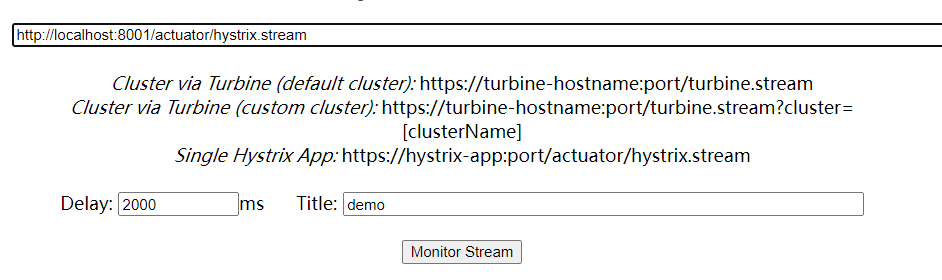 http://localhost:8001/actuator/hystrix.stream
Cluster via Turbine (default cluster): https://turbine-hostname:port/turbine.stream
Cluster via Turbine (custom cluster): https://turbine-hostname:port/turbine.stream?cluster=
[clusterName]
Single Hystrix App: https://hystrix-app:port/actuator/hystrix.stream
Delay: 2000 ms Title: demo
Monitor Stream